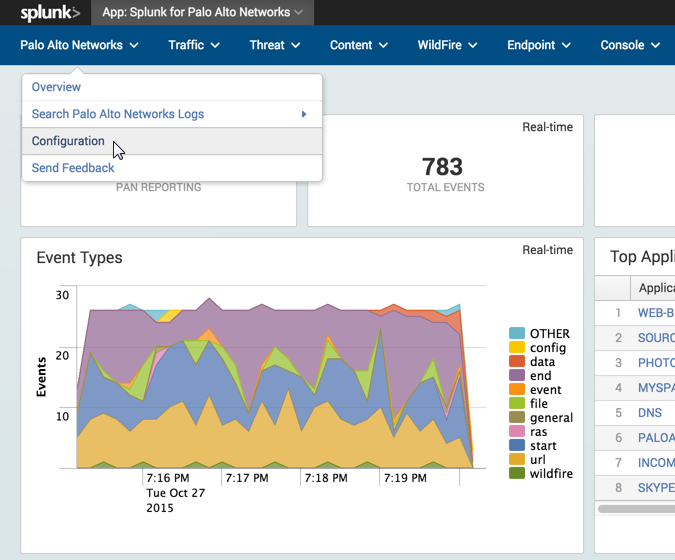 splunk> App: Splunk for Palo Alto Networks
Palo Alto Networks Traffic Threat Content WildFire Endpoint Console
Overview
Search Palo Alto Networks Logs
Configuration
Send Feedback
PAN REPORTING
Real-time
783
TOTAL EVENTS
Event Types
Real-time
30
20
10
Events
7:16 PM
Tue Oct 27
2015
7:17 PM
7:18 PM
7:19 PM
OTHER
config
data
end
event
file
general
ras
start
url
wildfire
Top Appli
Applica
1 WEB-B
2 SOURC
3 PHOTO
4 MYSPA
5 DNS
6 PALOA
7 INCOM
8 SKYPE